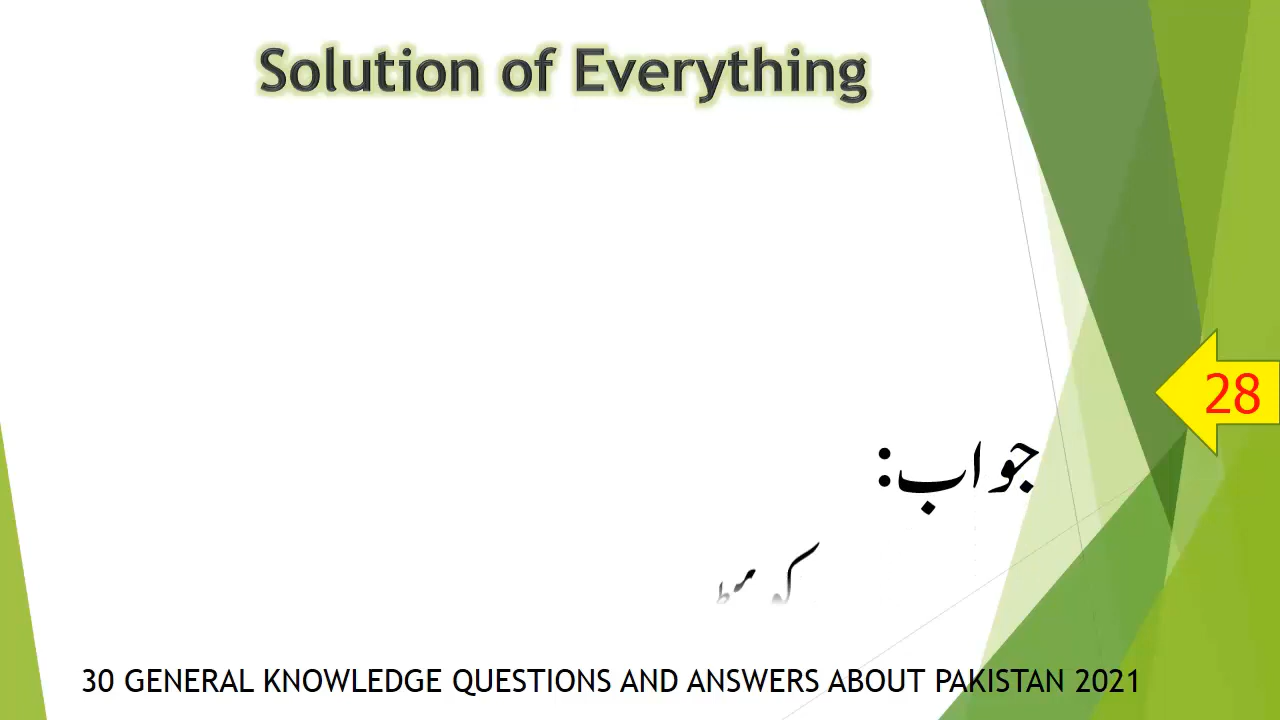 Solution of Everything
28
جواب:
30 GENERAL KNOWLEDGE QUESTIONS AND ANSWERS ABOUT PAKISTAN 2021